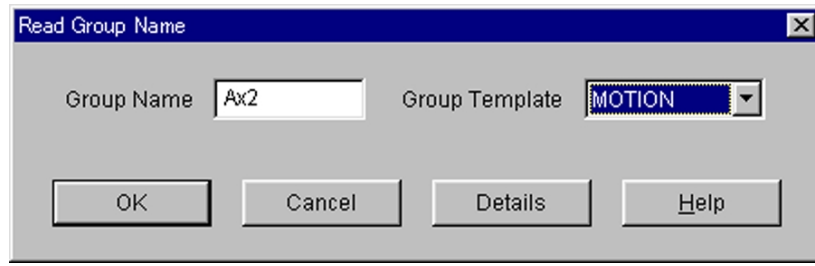 Read Group Name
Group Name Ax2 Group Template MOTION
OK Cancel Details Help